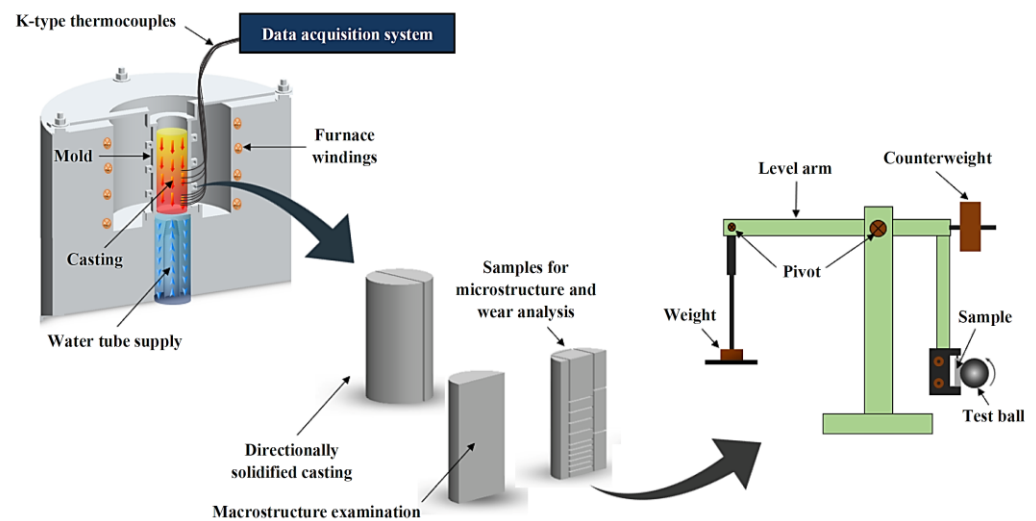 K-type thermocouples
Data acquisition system
Mold
Furnace
windings
Casting
Water tube supply
Directionally
solidified casting
Macrostructure examination
Samples for
microstructure and
wear analysis
Level arm
Counterweight
Pivot
Weight
Sample
Test ball